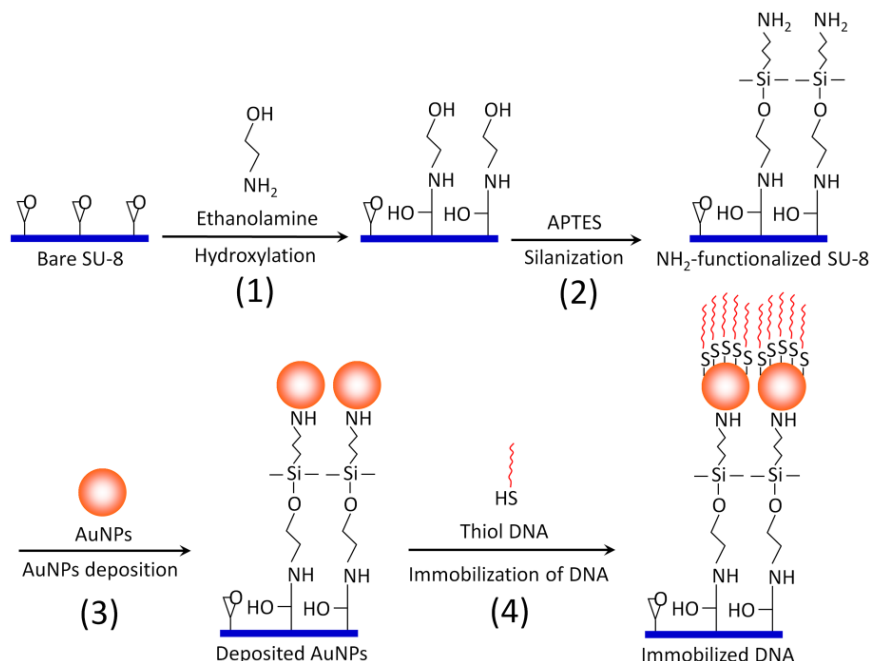 NH₂ NH₂
Si Si
O O
NH NH
HO HO
O
NH₂-functionalized SU-8
OH
NH₂
Ethanolamine
Hydroxylation
(1)
O O O
Bare SU-8
OH OH
NH NH
HO HO
O
APTES
Silanization
(2)
AuNPs
AuNPs deposition
(3)
NH NH
Si Si
O O
NH NH
HO HO
O
Deposited AuNPs
HS
Thiol DNA
Immobilization of DNA
(4)
S S S S S S S S S S
NH NH
Si Si
O O
NH NH
HO HO
O
Immobilized DNA